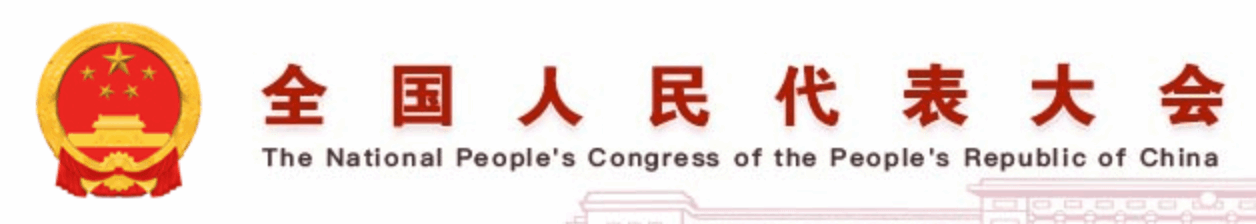 全国人民代表大会
The National People's Congress of the People's Republic of China